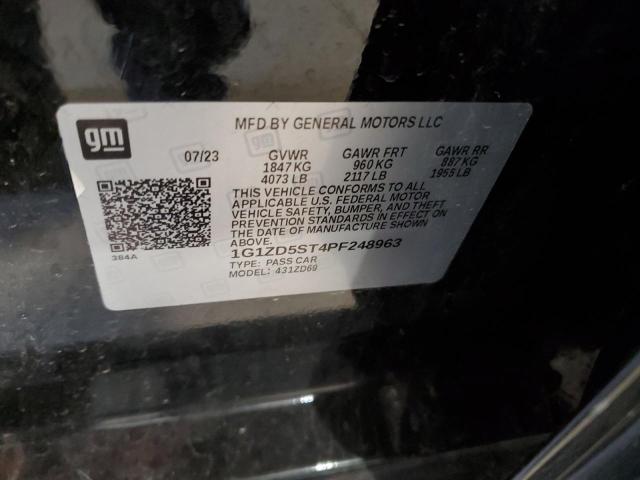 gm
MFD BY GENERAL MOTORS LLC
07/23 GVWR GAWR FRT GAWR RR
1847 KG 960 KG 887 KG
4073 LB 2117 LB 1955 LB
THIS VEHICLE CONFORMS TO ALL
APPLICABLE U.S. FEDERAL MOTOR
VEHICLE SAFETY, BUMPER, AND THEFT
PREVENTION STANDARDS IN EFFECT ON
THE DATE OF MANUFACTURE SHOWN
ABOVE.
384A
1G1ZD5ST4PF248963
TYPE: PASS CAR
MODEL: 431ZD69